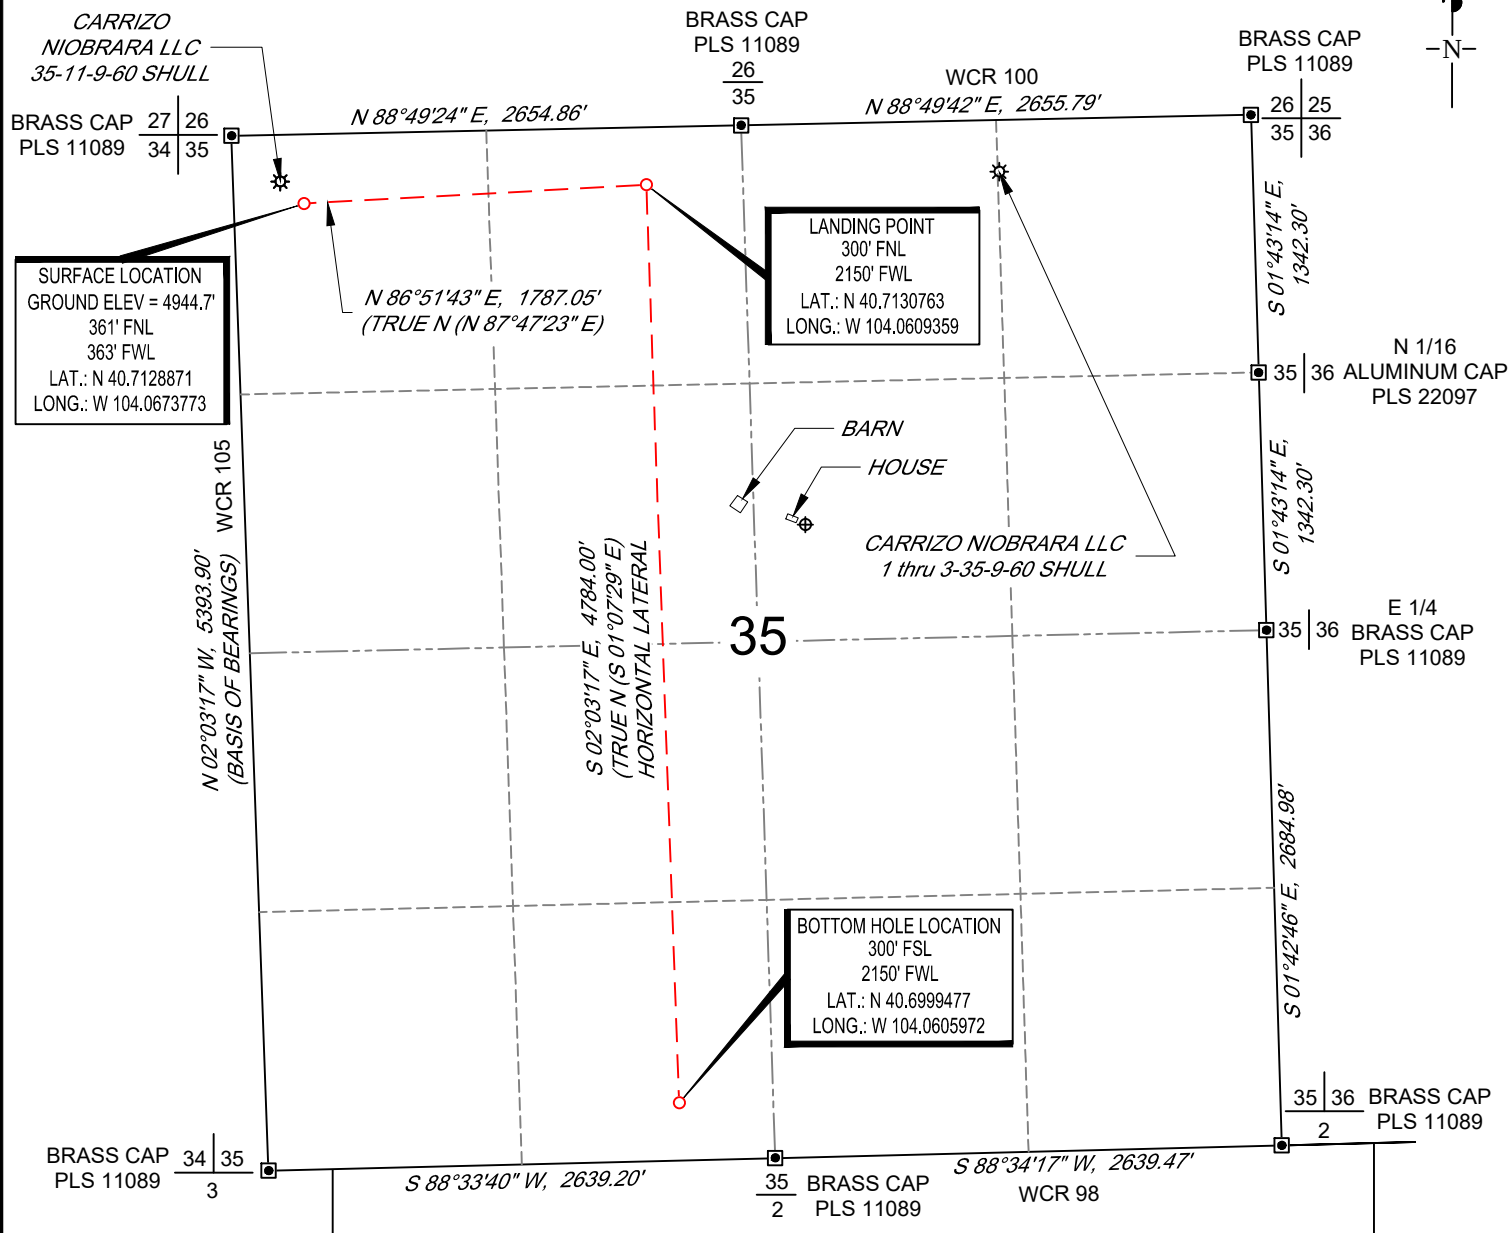 CARRIZO
NIOBRARA LLC
35-11-9-60 SHULL
BRASS CAP
PLS 11089
26
35
WCR 100
BRASS CAP
PLS 11089
26 25
35 36
-N-
BRASS CAP
PLS 11089
27 26
34 35
N 88°49'24" E, 2654.86'
N 88°49'42" E, 2655.79'
SURFACE LOCATION
GROUND ELEV = 4944.7'
361' FNL
363' FWL
LAT.: N 40.7128871
LONG.: W 104.0673773
N 86°51'43" E, 1787.05'
(TRUE N (N 87°47'23" E)
LANDING POINT
300' FNL
2150' FWL
LAT.: N 40.7130763
LONG.: W 104.0609359
S 01°43'14" E,
1342.30'
35 36
N 1/16
ALUMINUM CAP
PLS 22097
WCR 105
BARN
HOUSE
CARRIZO NIOBRARA LLC
1 thru 3-35-9-60 SHULL
S 01°43'14" E,
1342.30'
N 02°03'17" W, 5393.90'
(BASIS OF BEARINGS)
S 02°03'17" E, 4784.00'
(TRUE N (S 01°07'29" E)
HORIZONTAL LATERAL
35
35 36
E 1/4
BRASS CAP
PLS 11089
S 01°42'46" E, 2684.98'
BOTTOM HOLE LOCATION
300' FSL
2150' FWL
LAT.: N 40.6999477
LONG.: W 104.0605972
35 36
2
BRASS CAP
PLS 11089
BRASS CAP
PLS 11089
34 35
3
S 88°33'40" W, 2639.20'
35
2
BRASS CAP
PLS 11089
S 88°34'17" W, 2639.47'
WCR 98